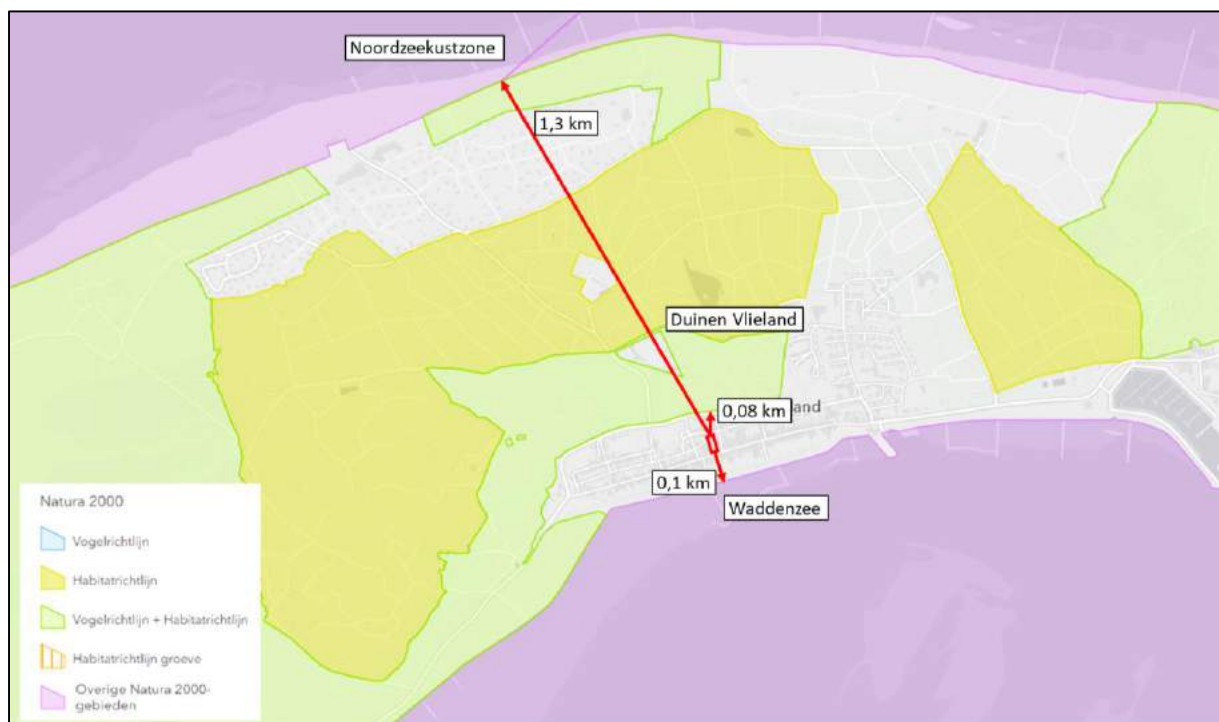 Noordzeekustzone
1,3 km
Duinen Vlieland
0,08 km
land
0,1 km
Waddenzee
Natura 2000
Vogelrichtlijn
Habitatrichtlijn
Vogelrichtlijn + Habitatrichtlijn
Habitatrichtlijn groeve
Overige Natura 2000-
gebieden